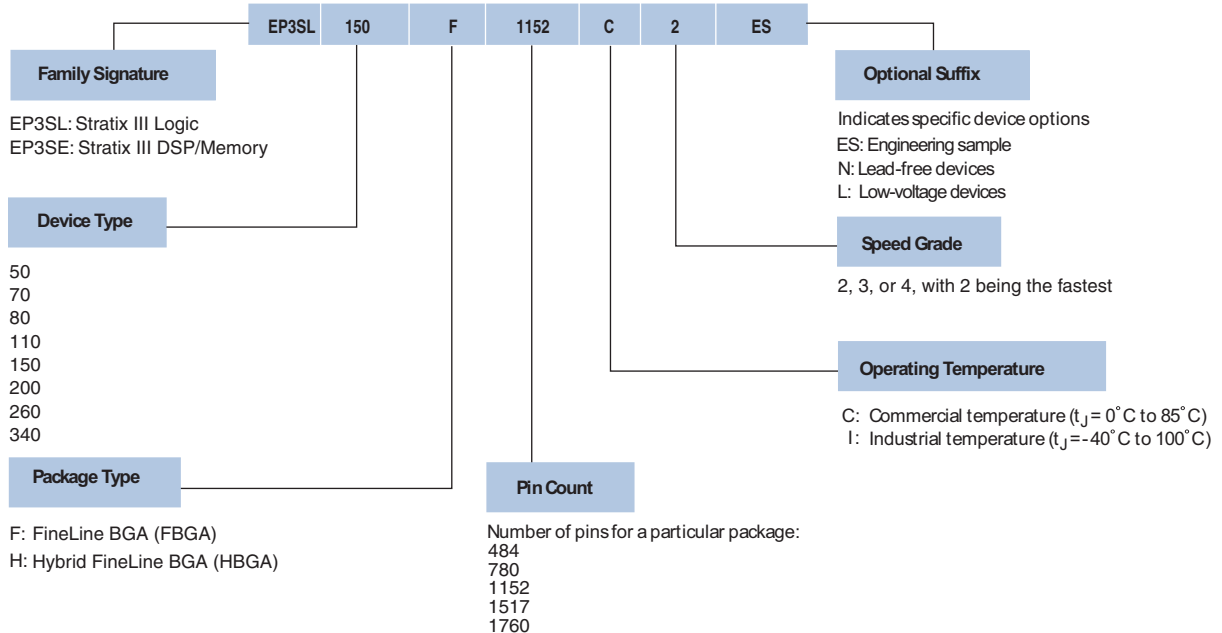 EP3SL 150 F 1152 C 2 ES
Family Signature
EP3SL: Stratix III Logic
EP3SE: Stratix III DSP/Memory
Device Type
50
70
80
110
150
200
260
340
Package Type
F: FineLine BGA (FBGA)
H: Hybrid FineLine BGA (HBGA)
Pin Count
Number of pins for a particular package:
484
780
1152
1517
1760
Optional Suffix
Indicates specific device options
ES: Engineering sample
N: Lead-free devices
L: Low-voltage devices
Speed Grade
2, 3, or 4, with 2 being the fastest
Operating Temperature
C: Commercial temperature (tJ = 0°C to 85°C)
I: Industrial temperature (tJ = -40°C to 100°C)